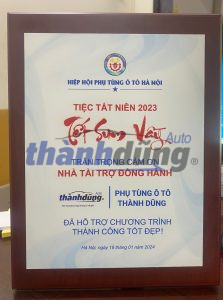 HIỆP HỘI PHỤ TÙNG Ô TÔ HÀ NỘI
TIỆC TẤT NIÊN 2023
Tết Sum Vầy
Auto
thànhdũng®
TRÂN TRỌNG CẢM ƠN
NHÀ TÀI TRỢ ĐỒNG HÀNH
thànhdũng®
PHỤ TÙNG Ô TÔ
THÀNH DŨNG
ĐÃ HỖ TRỢ CHƯƠNG TRÌNH
THÀNH CÔNG TỐT ĐẸP!
Hà Nội, ngày 19 tháng 01 năm 2024